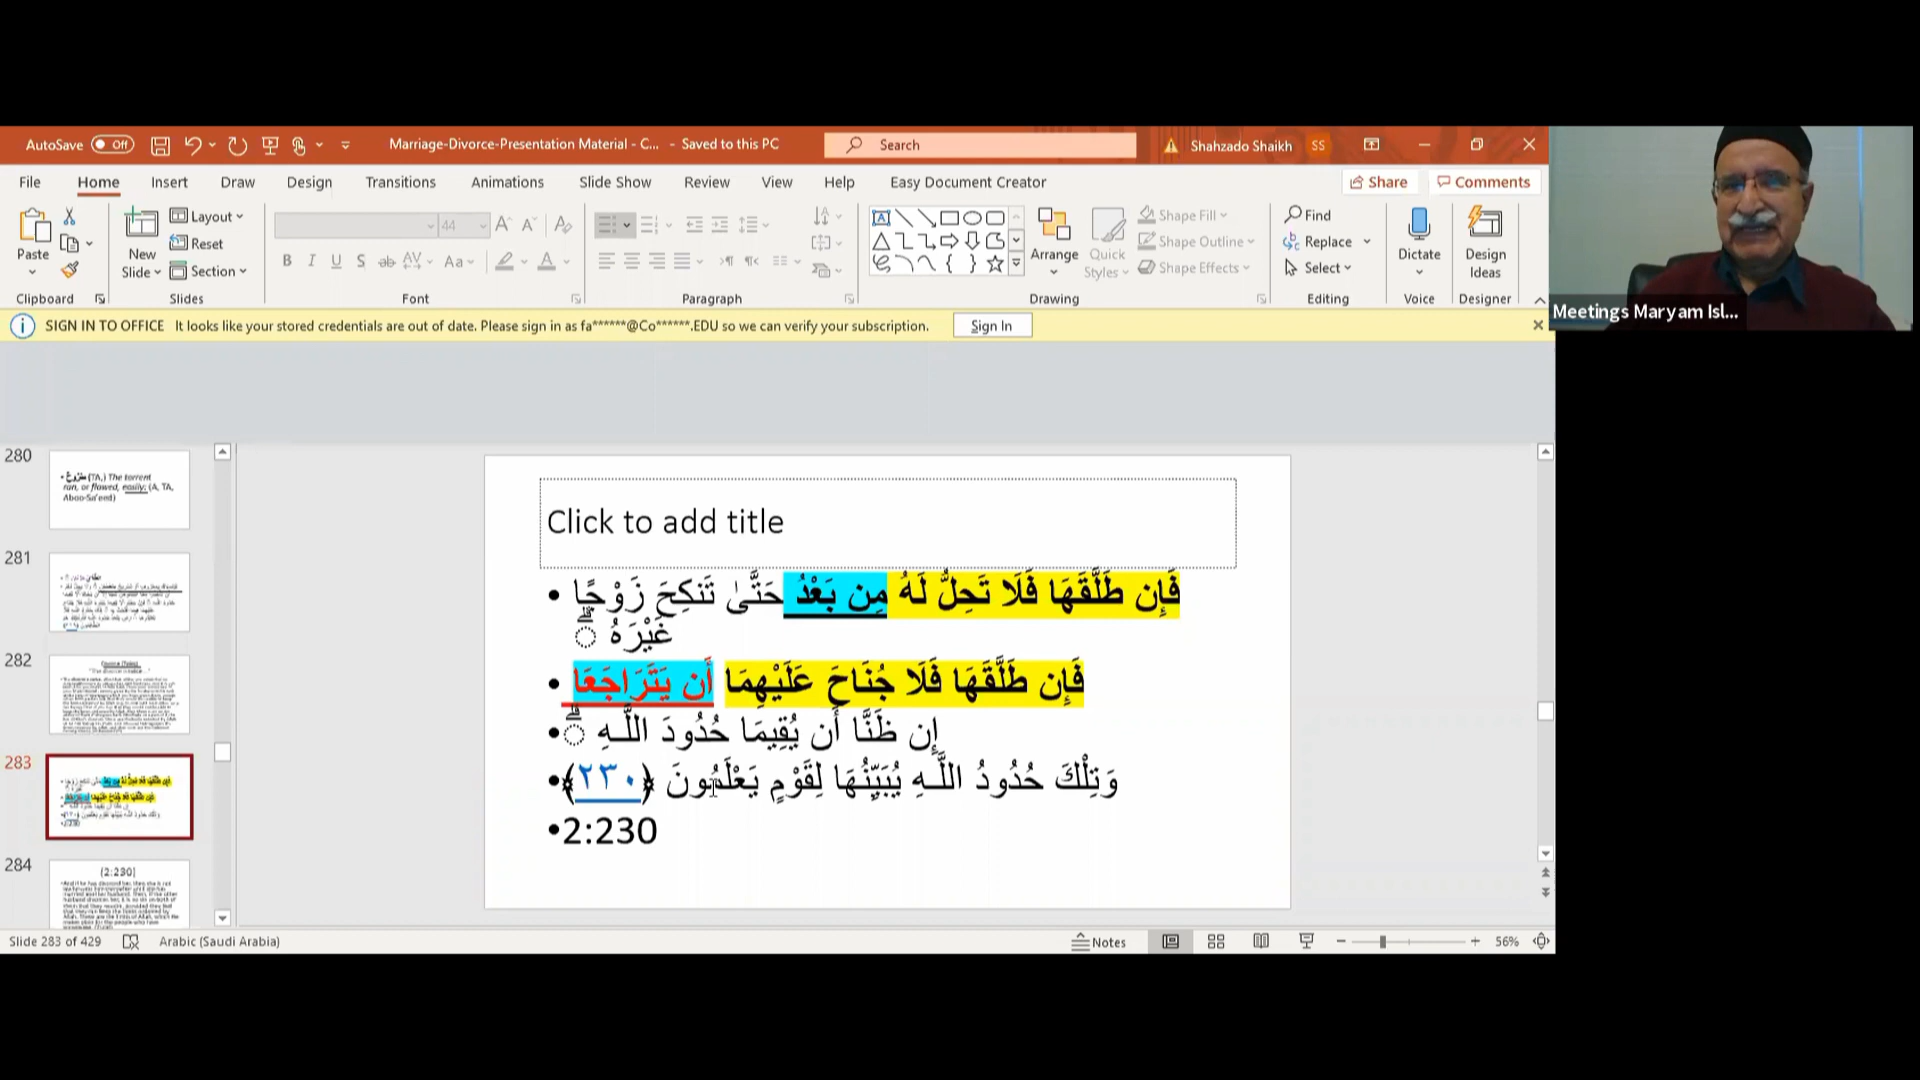 AutoSave Off
Marriage-Divorce-Presentation Material - C... - Saved to this PC
Search
Shahzado Shaikh SS
File Home Insert Draw Design Transitions Animations Slide Show Review View Help Easy Document Creator Share Comments
Paste
New Slide
Layout
Reset
Section
44
B I U S ab AV Aa A
Arrange
Quick Styles
Shape Fill
Shape Outline
Shape Effects
Find
Replace
Select
Dictate
Design Ideas
Clipboard Slides Font Paragraph Drawing Editing Voice Designer
SIGN IN TO OFFICE It looks like your stored credentials are out of date. Please sign in as fa******@Co******.EDU so we can verify your subscription. Sign In
Meetings Maryam Isl...
280
281
282
283
284
(2:230)
Click to add title
• فَإِن طَلَّقَهَا فَلَا تَحِلُّ لَهُ مِن بَعْدُ حَتَّىٰ تَنكِحَ زَوْجًا
غَيْرَهُ ۗ
• فَإِن طَلَّقَهَا فَلَا جُنَاحَ عَلَيْهِمَا أَن يَتَرَاجَعَا
• إِن ظَنَّا أَن يُقِيمَا حُدُودَ اللَّـهِ ۗ
• وَتِلْكَ حُدُودُ اللَّـهِ يُبَيِّنُهَا لِقَوْمٍ يَعْلَمُونَ ﴿٢٣٠﴾
•2:230
Slide 283 of 429 Arabic (Saudi Arabia) Notes 56%